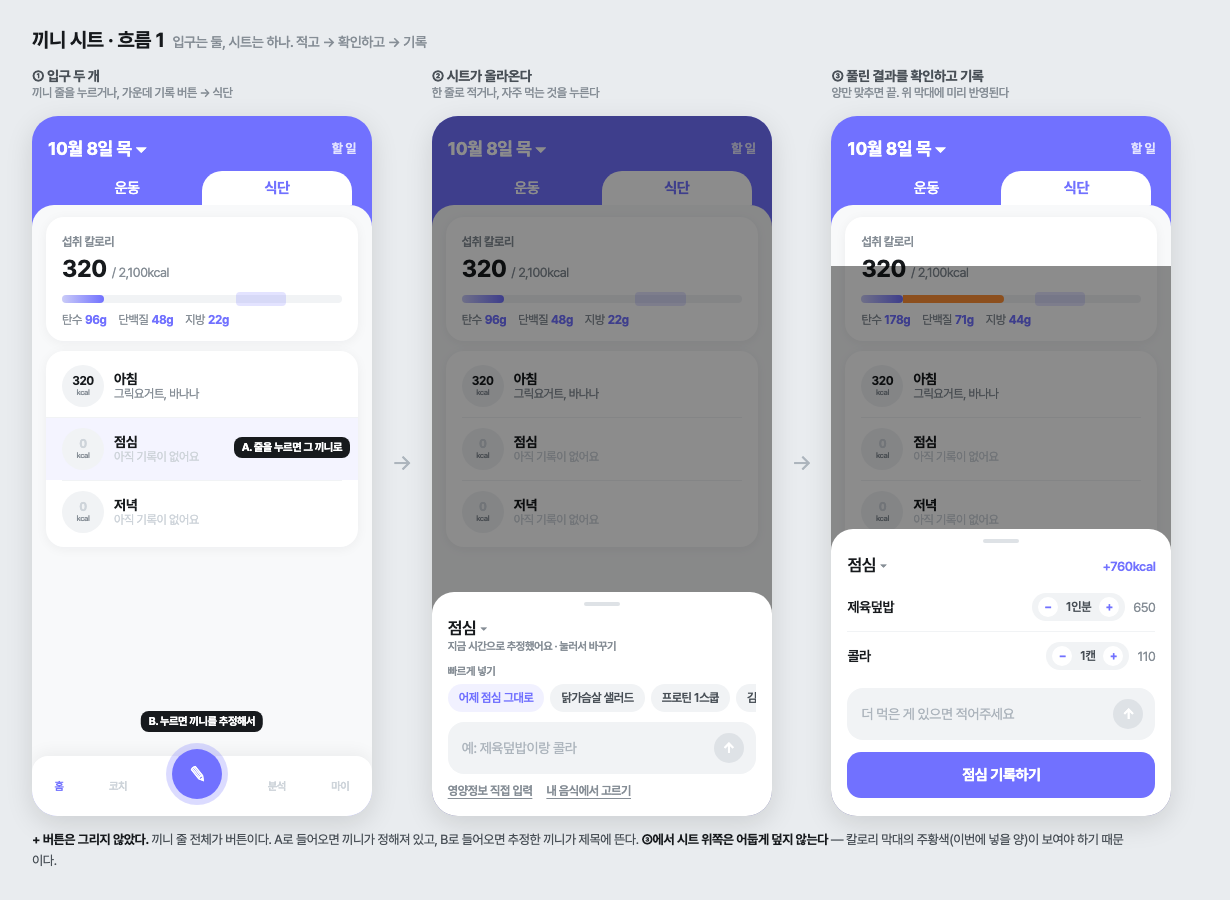 끼니 시트 · 흐름 1 입구는 둘, 시트는 하나. 적고 → 확인하고 → 기록
① 입구 두 개
끼니 줄을 누르거나, 가운데 기록 버튼 → 식단
10월 8일 목
할 일
운동
식단
섭취 칼로리
320 / 2,100kcal
탄수 96g 단백질 48g 지방 22g
320 kcal
아침
그릭요거트, 바나나
0 kcal
점심
아직 기록이 없어요
A. 줄을 누르면 그 끼니로
0 kcal
저녁
아직 기록이 없어요
B. 누르면 끼니를 추정해서
홈
코치
분석
마이
② 시트가 올라온다
한 줄로 적거나, 자주 먹는 것을 누른다
10월 8일 목
할 일
운동
식단
섭취 칼로리
320 / 2,100kcal
탄수 96g 단백질 48g 지방 22g
320 kcal
아침
그릭요거트, 바나나
0 kcal
점심
아직 기록이 없어요
0 kcal
저녁
아직 기록이 없어요
점심
지금 시간으로 추정했어요 · 눌러서 바꾸기
빠르게 넣기
어제 점심 그대로
닭가슴살 샐러드
프로틴 1스쿱
예: 제육덮밥이랑 콜라
영양정보 직접 입력
내 음식에서 고르기
③ 풀린 결과를 확인하고 기록
양만 맞추면 끝. 위 막대에 미리 반영된다
10월 8일 목
할 일
운동
식단
섭취 칼로리
320 / 2,100kcal
탄수 178g 단백질 71g 지방 44g
320 kcal
아침
그릭요거트, 바나나
0 kcal
점심
아직 기록이 없어요
0 kcal
저녁
아직 기록이 없어요
점심
+760kcal
제육덮밥
− 1인분 +
650
콜라
− 1캔 +
110
더 먹은 게 있으면 적어주세요
점심 기록하기
+ 버튼은 그리지 않았다. 끼니 줄 전체가 버튼이다. A로 들어오면 끼니가 정해져 있고, B로 들어오면 추정한 끼니가 제목에 뜬다. ③에서 시트 위쪽은 어둡게 덮지 않는다 — 칼로리 막대의 주황색(이번에 넣을 양)이 보여야 하기 때문
이다.